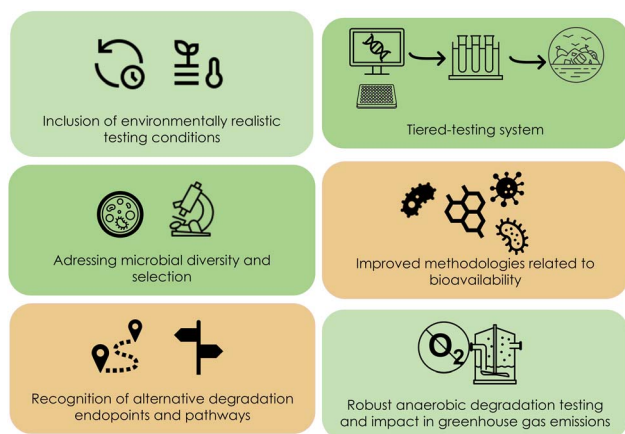 Inclusion of environmentally realistic
testing conditions
Tiered-testing system
Adressing microbial diversity and
selection
Improved methodologies related to
bioavailability
Recognition of alternative degradation
endopoints and pathways
O2
Robust anaerobic degradation testing
and impact in greenhouse gas emissions